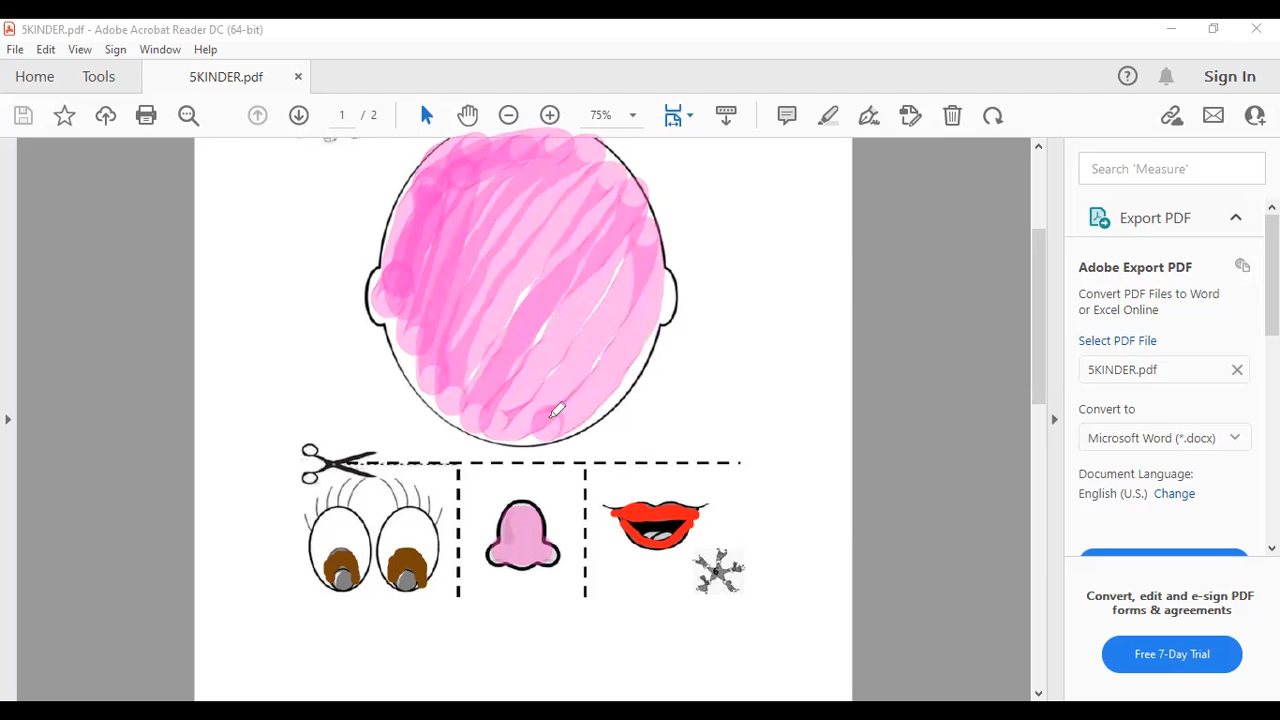 5KINDER.pdf - Adobe Acrobat Reader DC (64-bit)
File Edit View Sign Window Help
Home Tools 5KINDER.pdf × Sign In
1 / 2 75%
Search 'Measure'
Export PDF
Adobe Export PDF
Convert PDF Files to Word
or Excel Online
Select PDF File
5KINDER.pdf
Convert to
Microsoft Word (*.docx)
Document Language:
English (U.S.) Change
Convert, edit and e-sign PDF
forms & agreements
Free 7-Day Trial